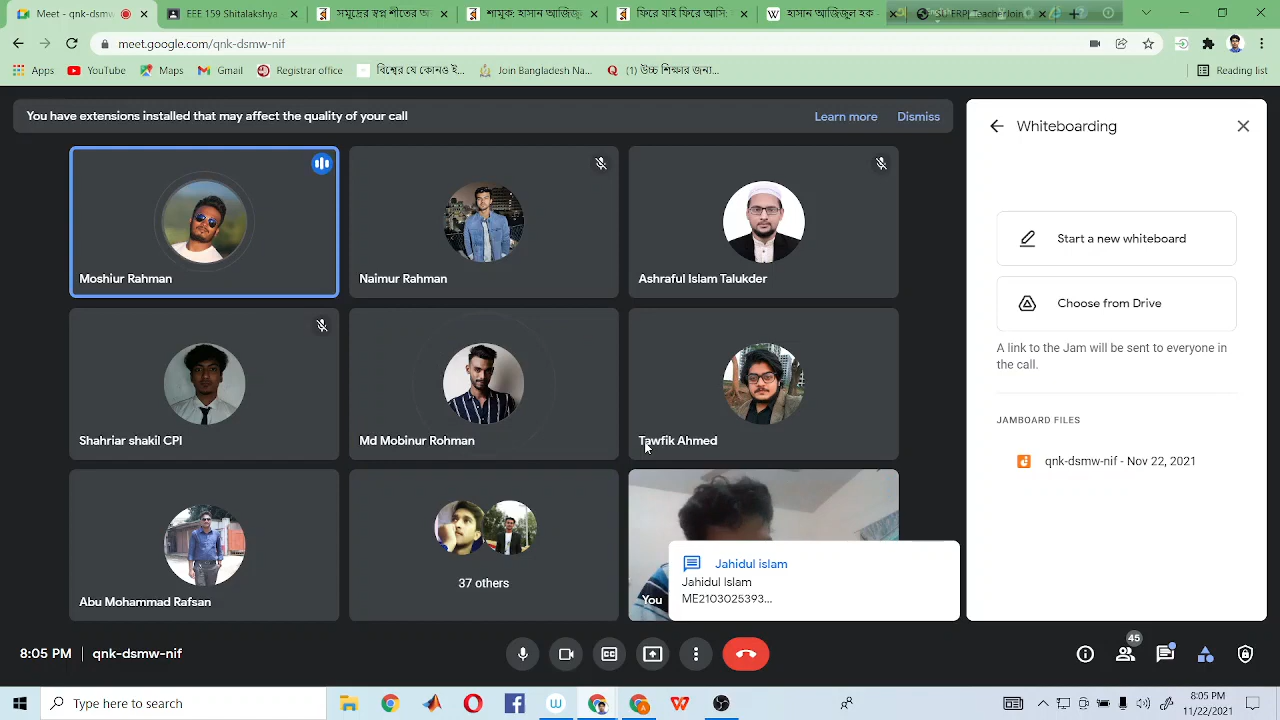 Meet - qnk-dsmw
EEE 159 Shitalakshya
সমুদ্রের স্বপ্ন শীতের অ
শামুক: হাসান আজিজু
ফিরে যাই ফিরে আসি:
হাসান আজিজুল হক -
meet.google.com/qnk-dsmw-nif
Apps
YouTube
Maps
Gmail
Registrar office
বিশ্বের যে কোনও ই...
Join Bangladesh Na...
(1) উচ্চ শিক্ষার জন্য...
Reading list
You have extensions installed that may affect the quality of your call
Learn more
Dismiss
Whiteboarding
Moshiur Rahman
Naimur Rahman
Ashraful Islam Talukder
Start a new whiteboard
Choose from Drive
A link to the Jam will be sent to everyone in
the call.
Shahriar shakil CPI
Md Mobinur Rohman
Tawfik Ahmed
JAMBOARD FILES
qnk-dsmw-nif - Nov 22, 2021
Abu Mohammad Rafsan
37 others
You
Jahidul islam
Jahidul Islam
ME2103025393...
8:05 PM | qnk-dsmw-nif
45
Type here to search
8:05 PM
11/22/2021